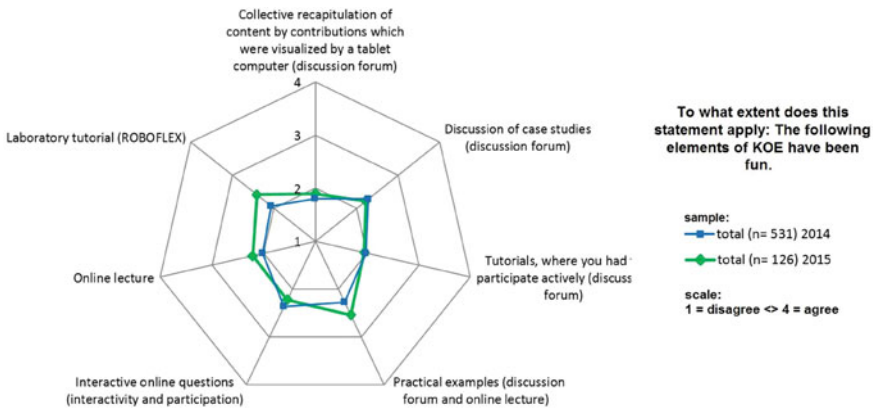 Collective recapitulation of
content by contributions which
were visualized by a tablet
computer (discussion forum)
4
3
2
1
Discussion of case studies
(discussion forum)
Tutorials, where you had
participate actively (discuss
forum)
Practical examples (discussion
forum and online lecture)
Interactive online questions
(interactivity and participation)
Online lecture
Laboratory tutorial (ROBOFLEX)
To what extent does this
statement apply: The following
elements of KOE have been
fun.
sample:
total (n= 531) 2014
total (n= 126) 2015
scale:
1 = disagree <> 4 = agree